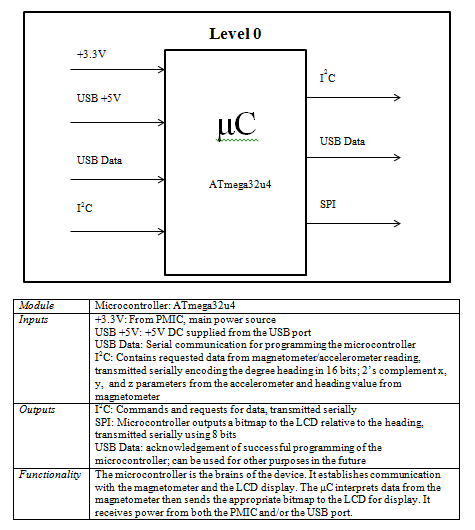 Level 0
+3.3V
USB +5V
USB Data
I²C
µC
ATmega32u4
I²C
USB Data
SPI
Module Microcontroller: ATmega32u4
Inputs +3.3V: From PMIC, main power source
USB +5V: +5V DC supplied from the USB port
USB Data: Serial communication for programming the microcontroller
I²C: Contains requested data from magnetometer/accelerometer reading,
transmitted serially encoding the degree heading in 16 bits; 2's complement x,
y, and z parameters from the accelerometer and heading value from
magnetometer
Outputs I²C: Commands and requests for data, transmitted serially
SPI: Microcontroller outputs a bitmap to the LCD relative to the heading,
transmitted serially using 8 bits
USB Data: acknowledgement of successful programming of the
microcontroller; can be used for other purposes in the future
Functionality The microcontroller is the brains of the device. It establishes communication
with the magnetometer and the LCD display. The µC interprets data from the
magnetometer then sends the appropriate bitmap to the LCD for display. It
receives power from both the PMIC and/or the USB port.